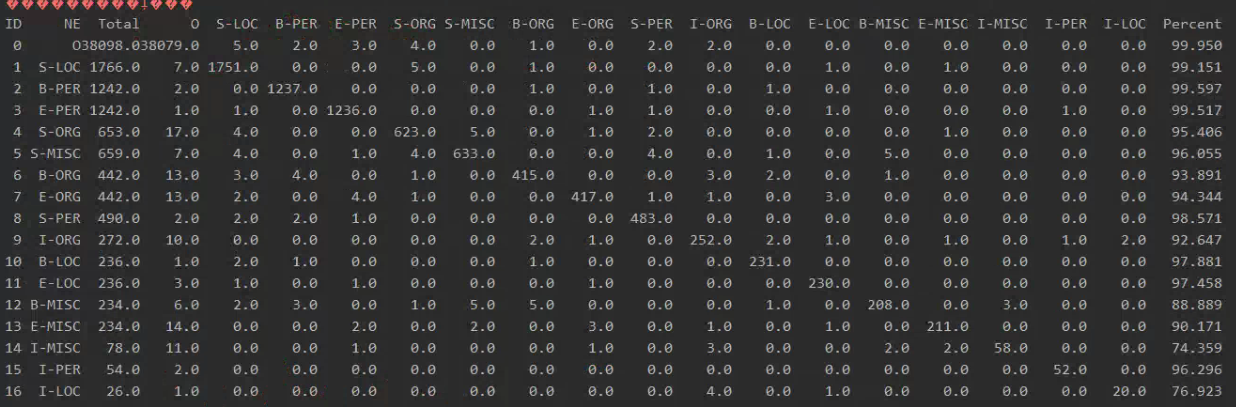 ID NE Total O S-LOC B-PER E-PER S-ORG S-MISC B-ORG E-ORG S-PER I-ORG B-LOC E-LOC B-MISC E-MISC I-MISC I-PER I-LOC Percent
0 O38098.038079.0 5.0 2.0 3.0 4.0 0.0 1.0 0.0 2.0 2.0 0.0 0.0 0.0 0.0 0.0 0.0 0.0 99.950
1 S-LOC 1766.0 7.0 1751.0 0.0 0.0 5.0 0.0 1.0 0.0 0.0 0.0 0.0 1.0 0.0 1.0 0.0 0.0 0.0 99.151
2 B-PER 1242.0 2.0 0.0 1237.0 0.0 0.0 0.0 1.0 0.0 1.0 0.0 1.0 0.0 0.0 0.0 0.0 0.0 0.0 99.597
3 E-PER 1242.0 1.0 1.0 0.0 1236.0 0.0 0.0 0.0 1.0 1.0 0.0 0.0 1.0 0.0 0.0 0.0 1.0 0.0 99.517
4 S-ORG 653.0 17.0 4.0 0.0 0.0 623.0 5.0 0.0 1.0 2.0 0.0 0.0 0.0 0.0 1.0 0.0 0.0 0.0 95.406
5 S-MISC 659.0 7.0 4.0 0.0 1.0 4.0 633.0 0.0 0.0 4.0 0.0 1.0 0.0 5.0 0.0 0.0 0.0 0.0 96.055
6 B-ORG 442.0 13.0 3.0 4.0 0.0 1.0 0.0 415.0 0.0 0.0 3.0 2.0 0.0 1.0 0.0 0.0 0.0 0.0 93.891
7 E-ORG 442.0 13.0 2.0 0.0 4.0 1.0 0.0 0.0 417.0 1.0 1.0 0.0 3.0 0.0 0.0 0.0 0.0 0.0 94.344
8 S-PER 490.0 2.0 2.0 2.0 1.0 0.0 0.0 0.0 0.0 483.0 0.0 0.0 0.0 0.0 0.0 0.0 0.0 0.0 98.571
9 I-ORG 272.0 10.0 0.0 0.0 0.0 0.0 0.0 2.0 1.0 0.0 252.0 2.0 1.0 0.0 1.0 0.0 1.0 2.0 92.647
10 B-LOC 236.0 1.0 2.0 1.0 0.0 0.0 0.0 1.0 0.0 0.0 0.0 231.0 0.0 0.0 0.0 0.0 0.0 0.0 97.881
11 E-LOC 236.0 3.0 1.0 0.0 1.0 0.0 0.0 0.0 1.0 0.0 0.0 0.0 230.0 0.0 0.0 0.0 0.0 0.0 97.458
12 B-MISC 234.0 6.0 2.0 3.0 0.0 1.0 5.0 5.0 0.0 0.0 0.0 1.0 0.0 208.0 0.0 3.0 0.0 0.0 88.889
13 E-MISC 234.0 14.0 0.0 0.0 2.0 0.0 2.0 0.0 3.0 0.0 1.0 0.0 1.0 0.0 211.0 0.0 0.0 0.0 90.171
14 I-MISC 78.0 11.0 0.0 0.0 1.0 0.0 0.0 0.0 1.0 0.0 3.0 0.0 0.0 2.0 2.0 58.0 0.0 0.0 74.359
15 I-PER 54.0 2.0 0.0 0.0 0.0 0.0 0.0 0.0 0.0 0.0 0.0 0.0 0.0 0.0 0.0 0.0 52.0 0.0 96.296
16 I-LOC 26.0 1.0 0.0 0.0 0.0 0.0 0.0 0.0 0.0 0.0 4.0 0.0 1.0 0.0 0.0 0.0 0.0 20.0 76.923